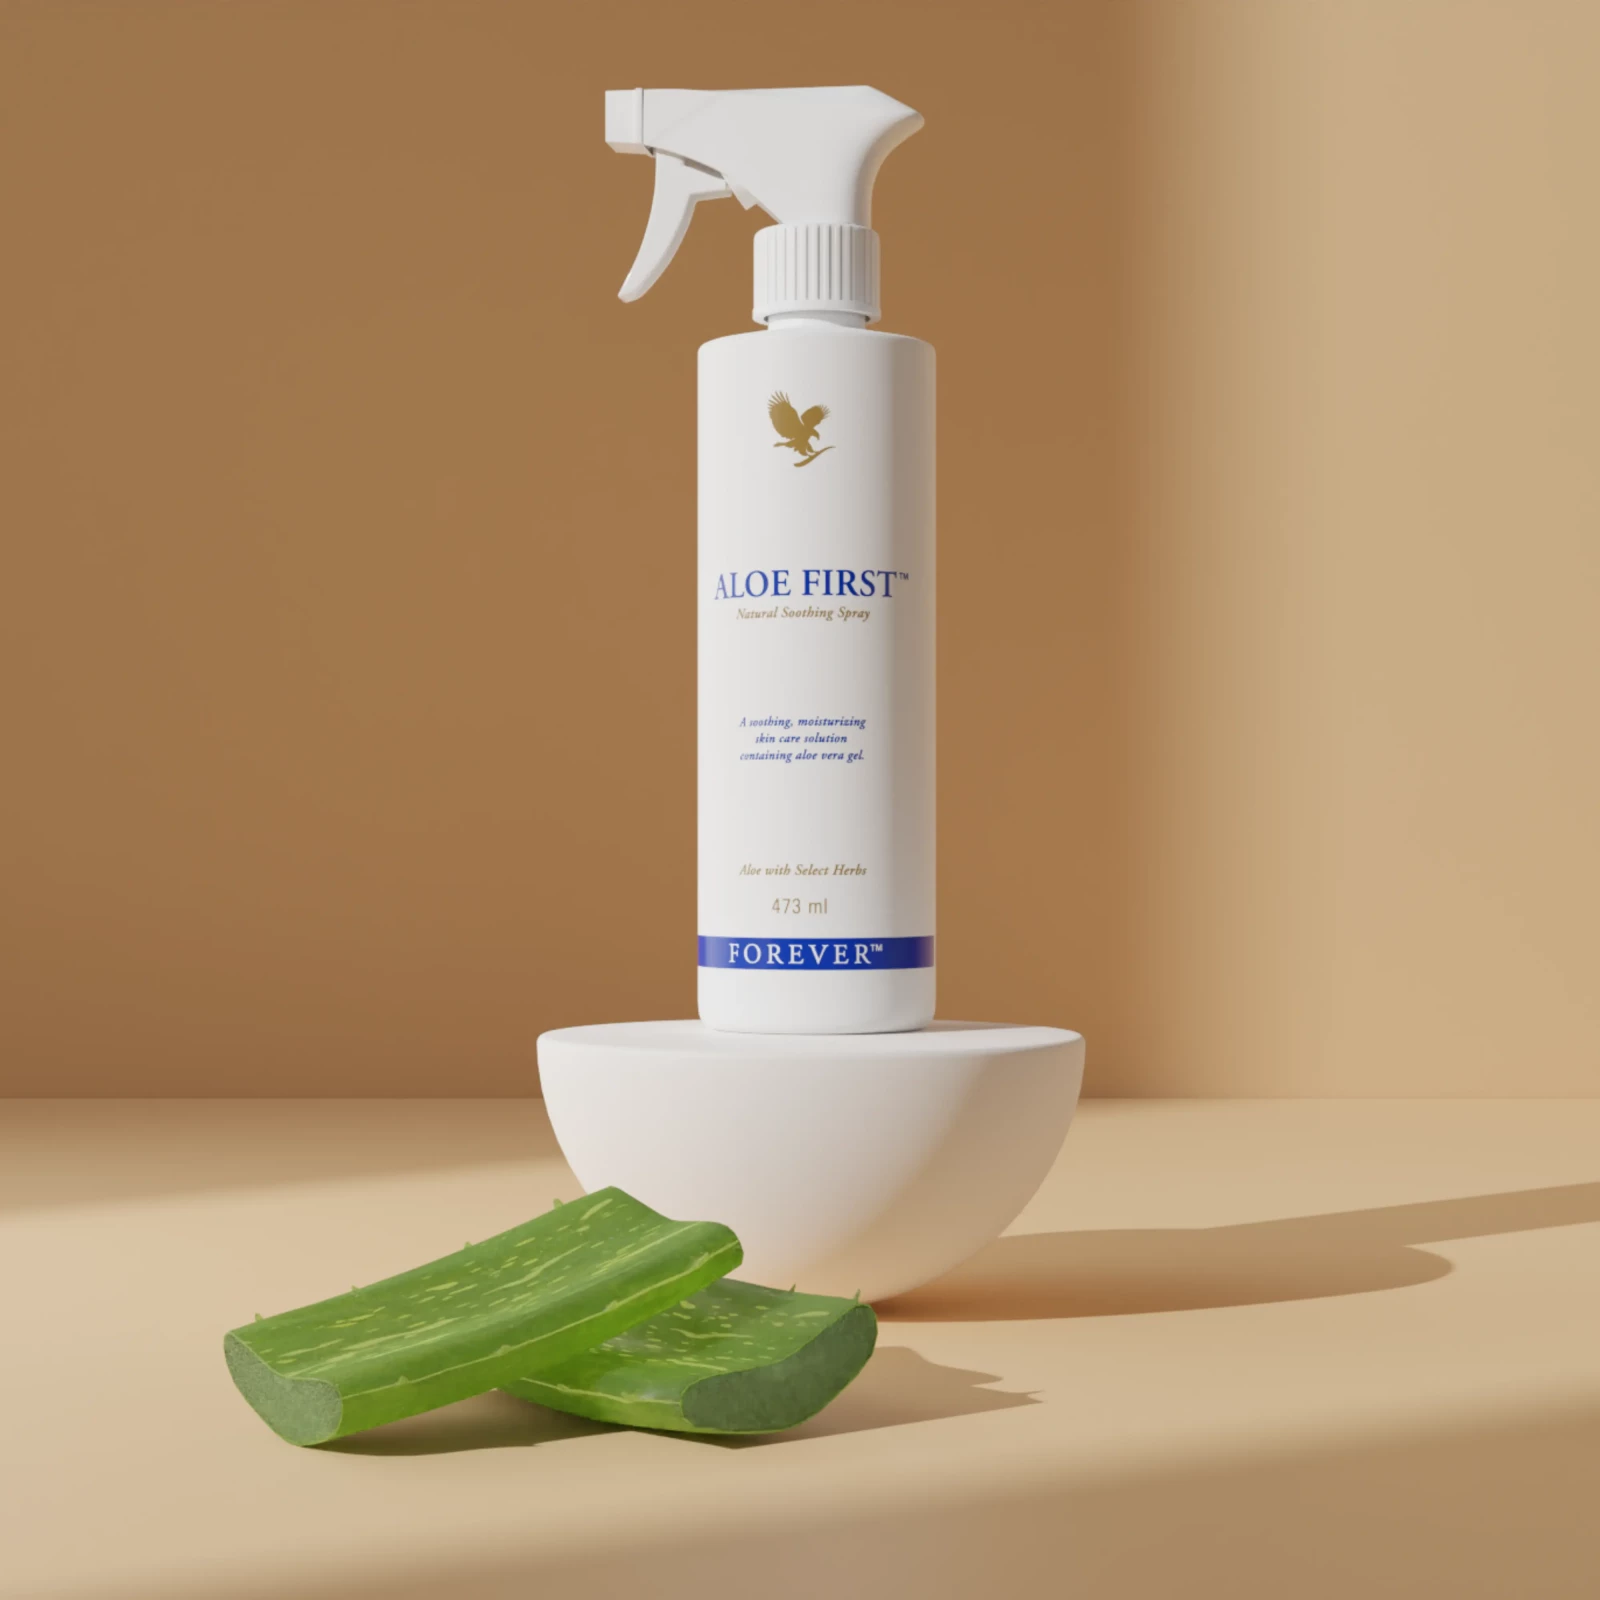 ALOE FIRST™
Natural Soothing Spray
A soothing, moisturizing
skin care solution
containing aloe vera gel.
Aloe with Select Herbs
473 ml
FOREVER™